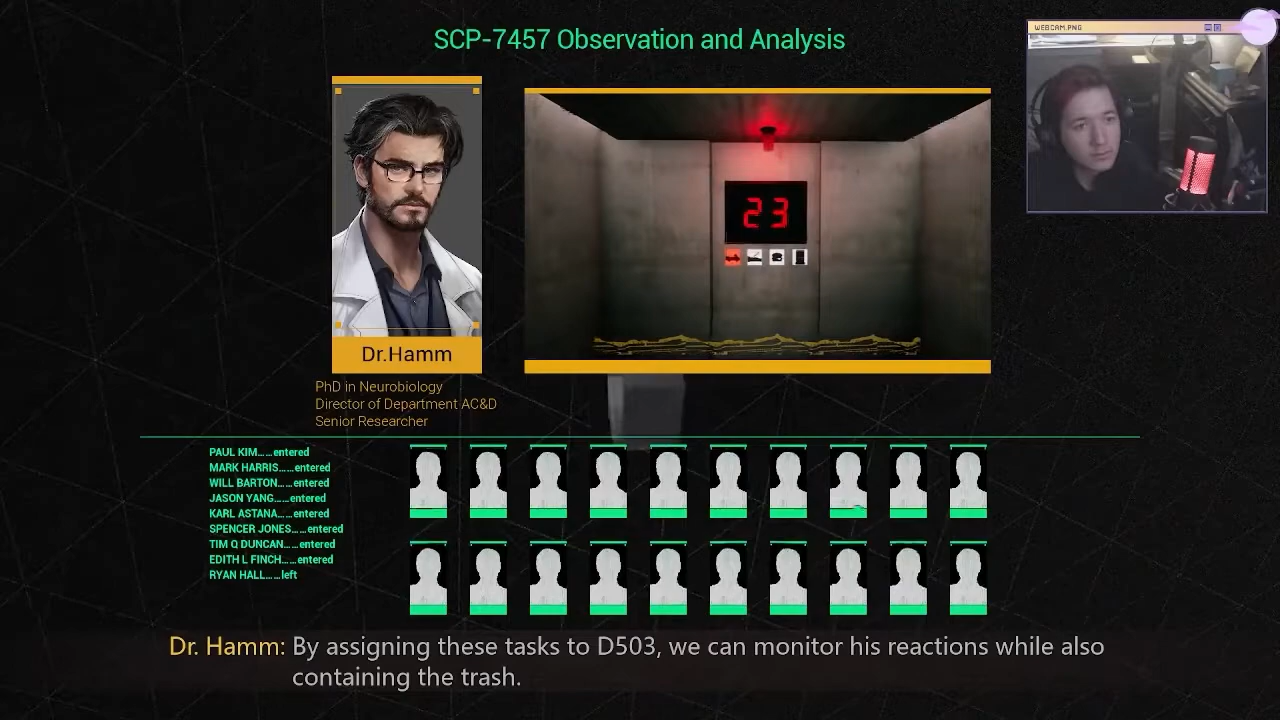 SCP-7457 Observation and Analysis
WEBCAM.PNG
23
Dr.Hamm
PhD in Neurobiology
Director of Department AC&D
Senior Researcher
PAUL KIM......entered
MARK HARRIS......entered
WILL BARTON......entered
JASON YANG......entered
KARL ASTANA......entered
SPENCER JONES......entered
TIM Q DUNCAN......entered
EDITH L FINCH......entered
RYAN HALL......left
Dr. Hamm: By assigning these tasks to D503, we can monitor his reactions while also
containing the trash.